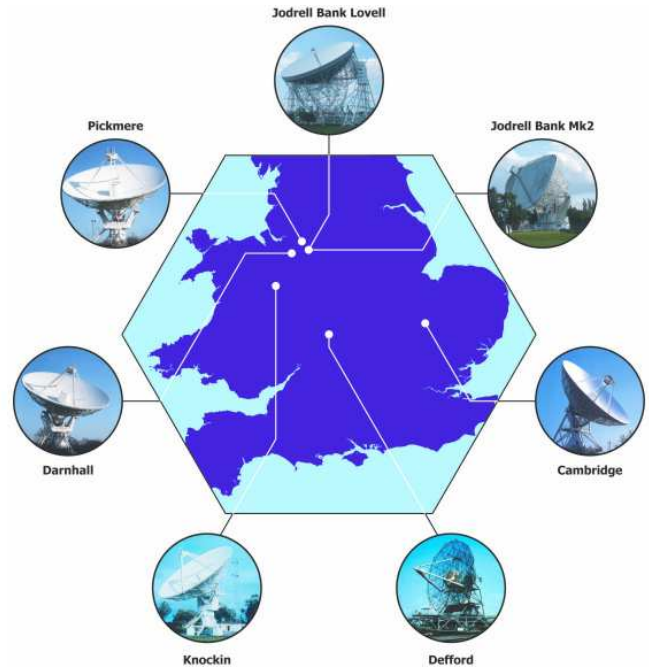 Jodrell Bank Lovell
Pickmere
Jodrell Bank Mk2
Darnhall
Cambridge
Knockin
Defford